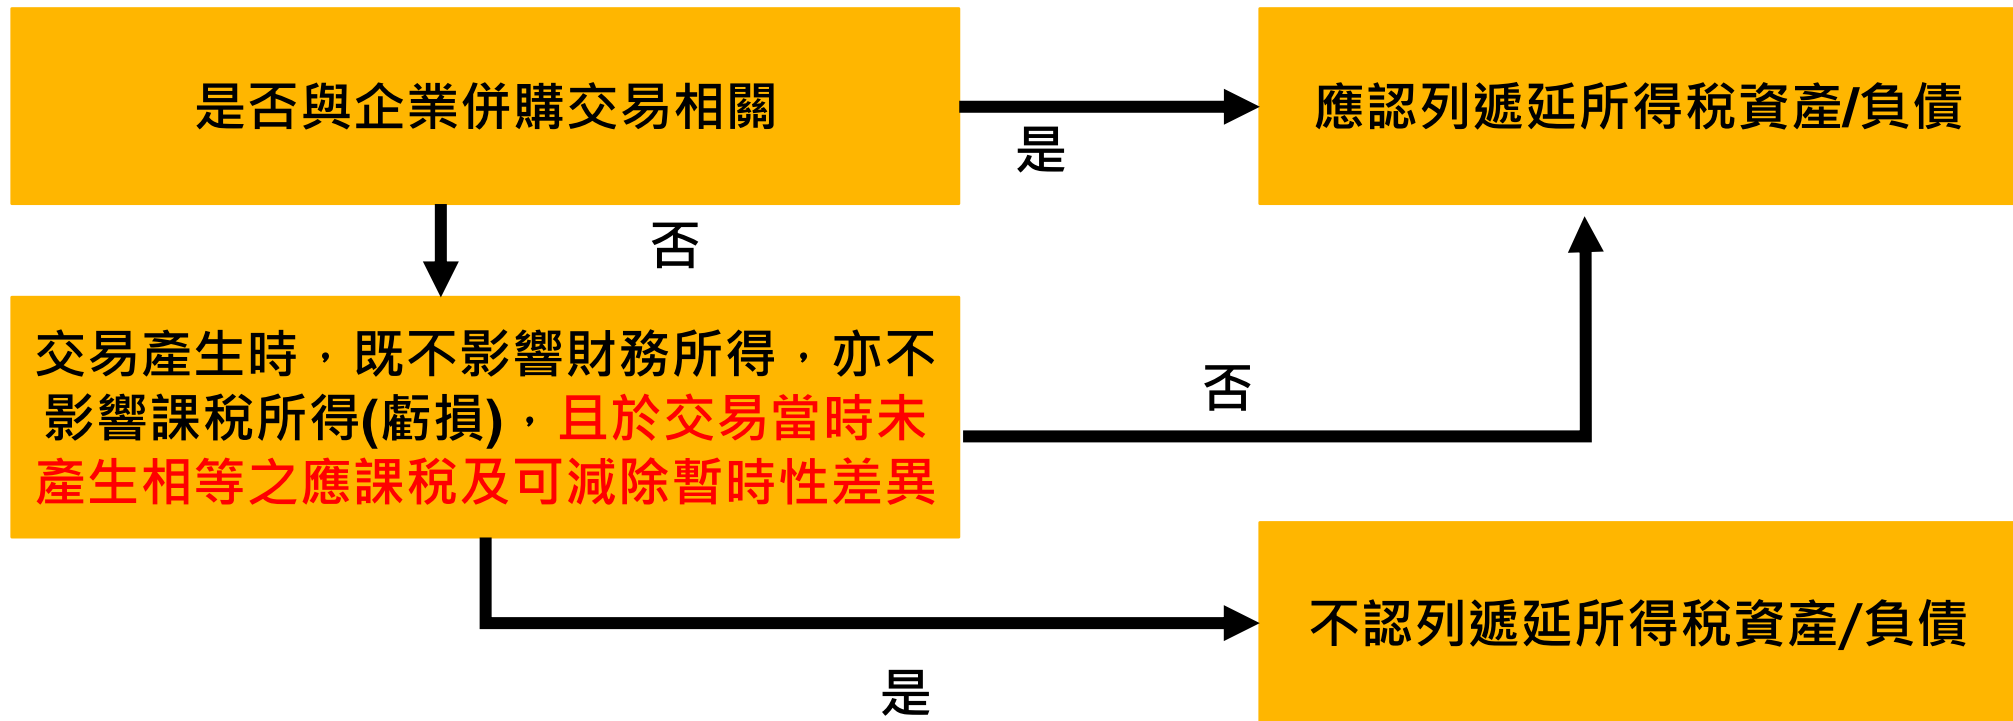 是否與企業併購交易相關
應認列遞延所得稅資產/負債
是
否
交易產生時，既不影響財務所得，亦不
影響課稅所得(虧損)，且於交易當時未
產生相等之應課稅及可減除暫時性差異
否
不認列遞延所得稅資產/負債
是